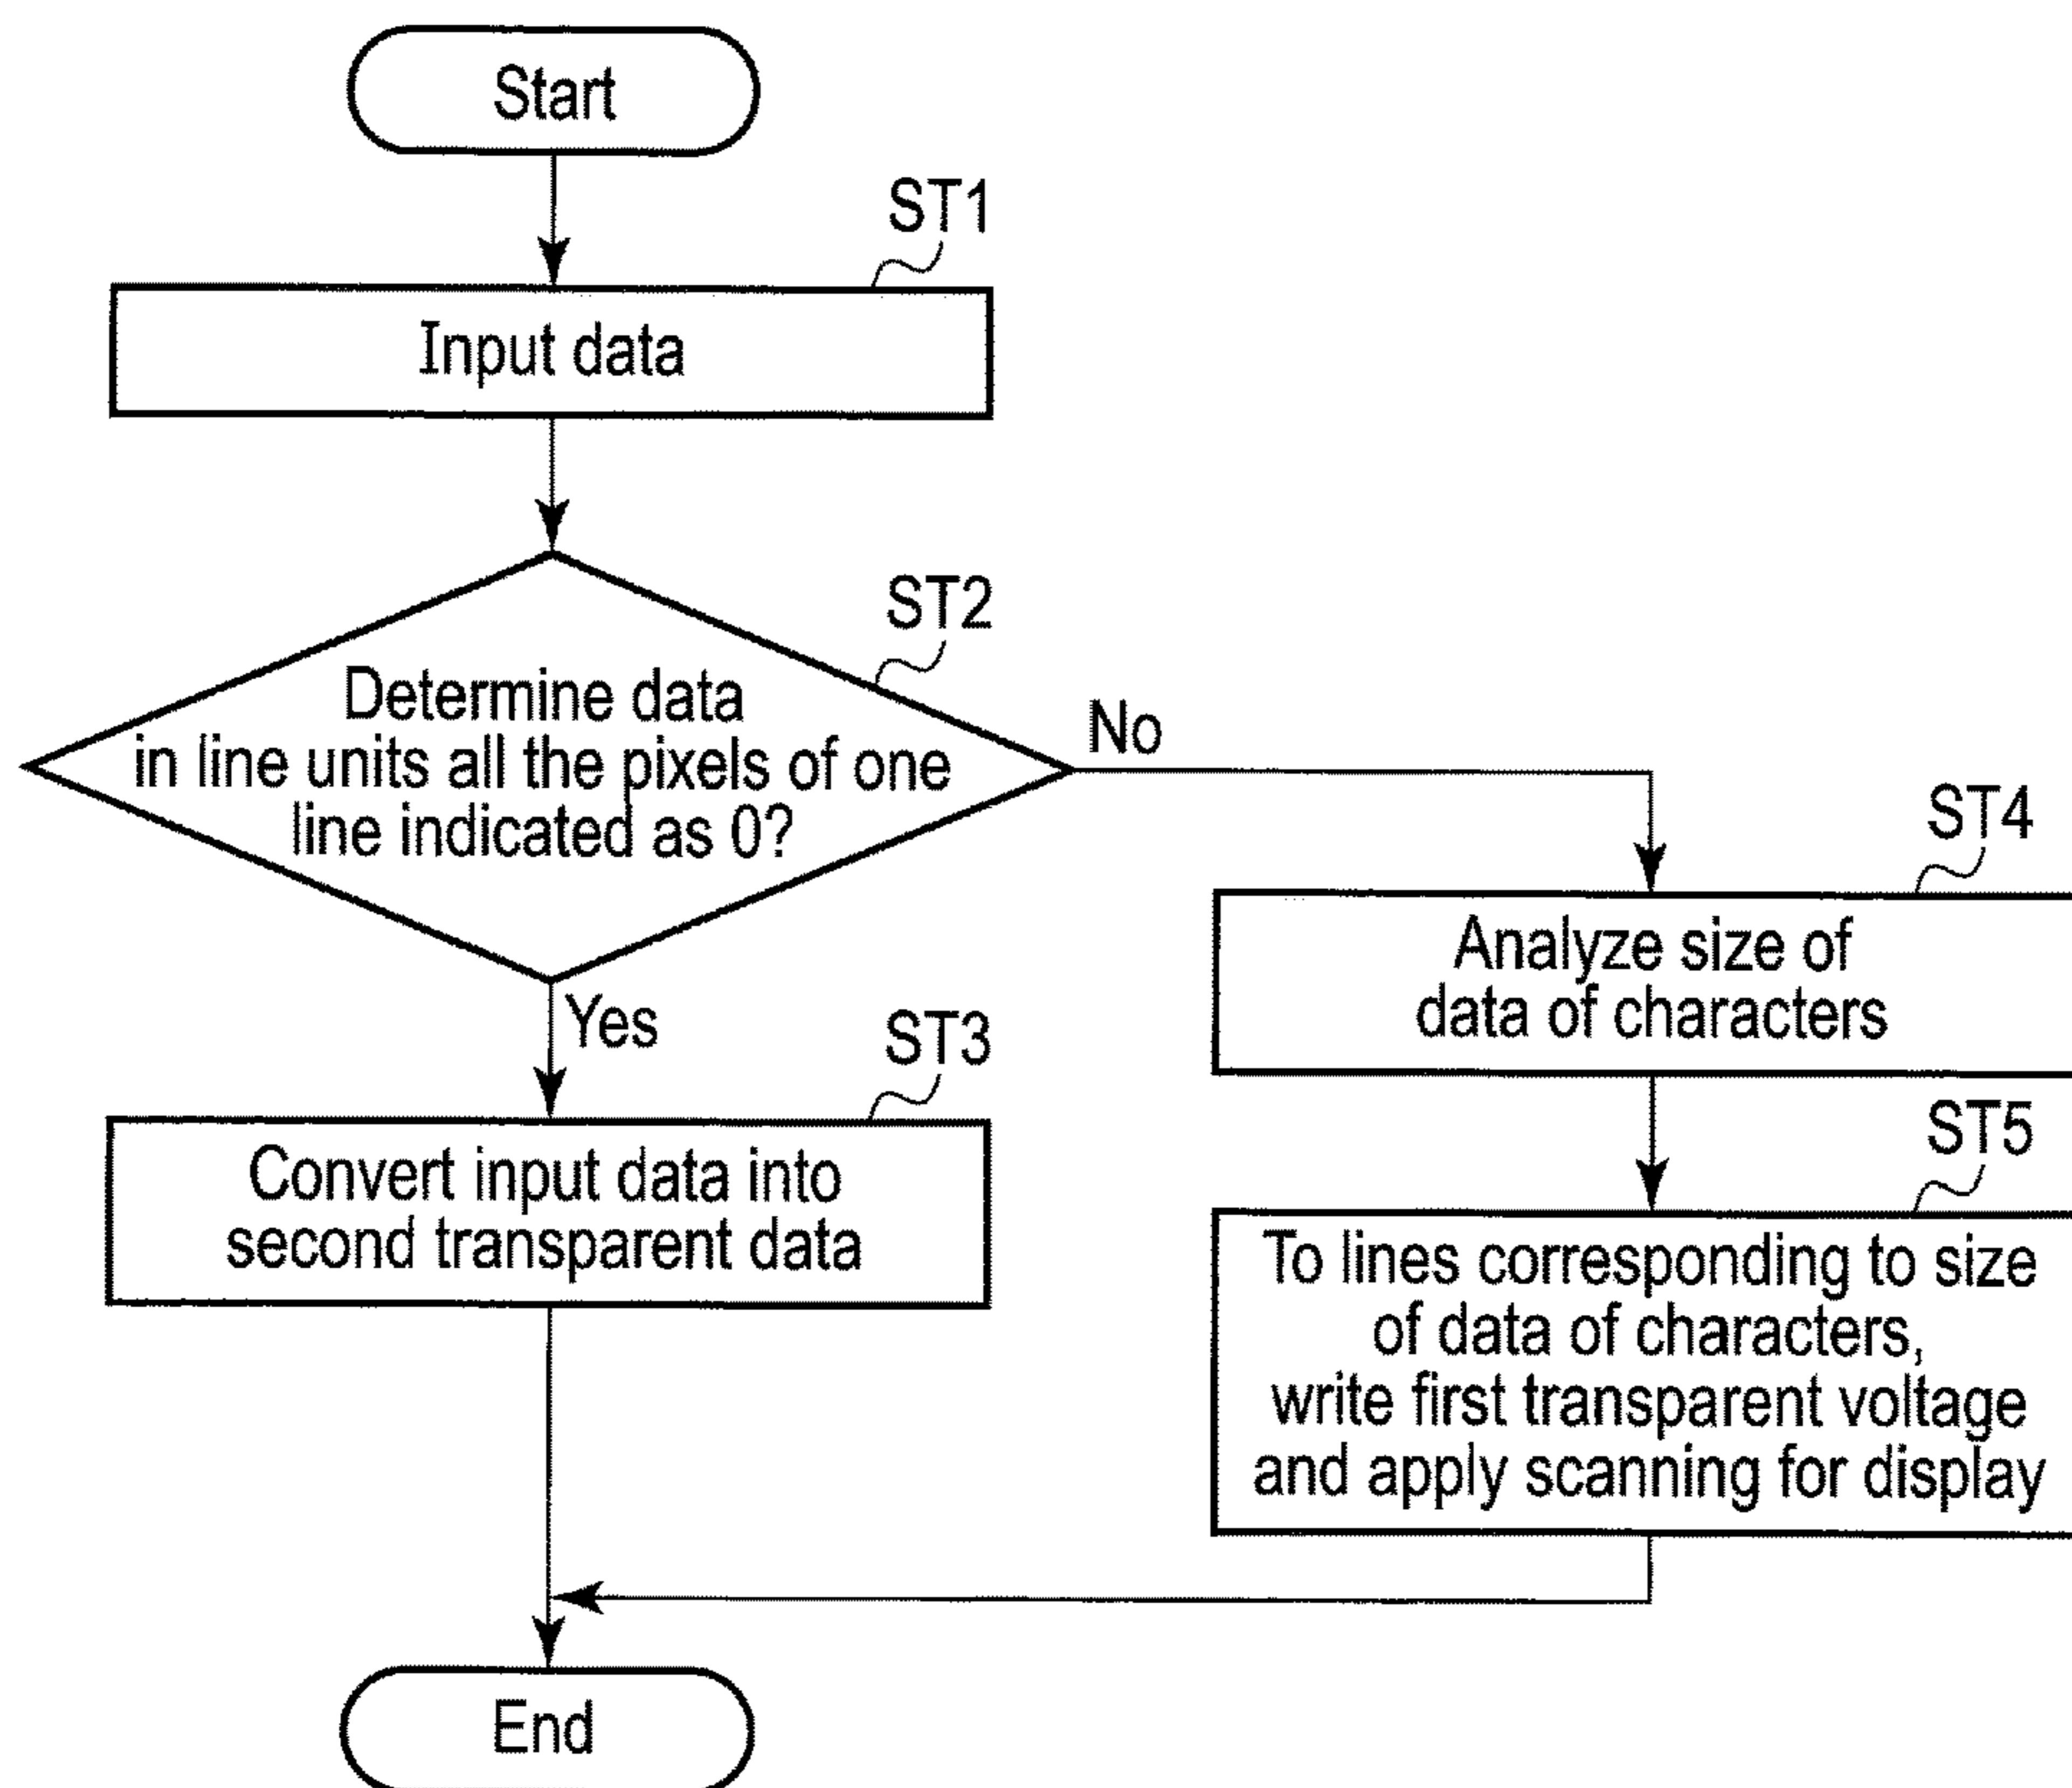 Start
ST1
Input data
ST2
Determine data
in line units all the pixels of one
line indicated as 0?
No
Yes
ST3
Convert input data into
second transparent data
ST4
Analyze size of
data of characters
ST5
To lines corresponding to size
of data of characters,
write first transparent voltage
and apply scanning for display
End